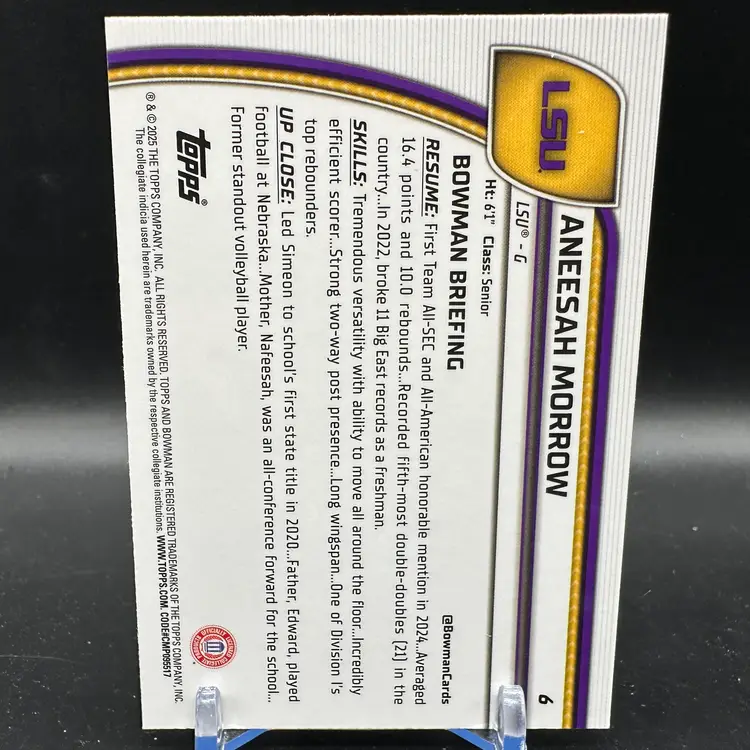 LSU
ANEESAH MORROW
6
LSU® - G
Ht: 6'1" Class: Senior
@BowmanCards
BOWMAN BRIEFING
RESUME: First Team All-SEC and All-American honorable mention in 2024...Averaged
16.4 points and 10.0 rebounds...Recorded fifth-most double-doubles (21) in the
country...In 2022, broke 11 Big East records as a freshman.
SKILLS: Tremendous versatility with ability to move all around the floor...Incredibly
efficient scorer...Strong two-way post presence...Long wingspan...One of Division I's
top rebounders.
UP CLOSE: Led Simeon to school's first state title in 2020...Father, Edward, played
football at Nebraska...Mother, Nafeesah, was an all-conference forward for the school...
Former standout volleyball player.
topps®
® & © 2025 THE TOPPS COMPANY, INC. ALL RIGHTS RESERVED. TOPPS AND BOWMAN ARE REGISTERED TRADEMARKS OF THE TOPPS COMPANY, INC.
The collegiate indicia used herein are trademarks owned by the respective collegiate institutions. WWW.TOPPS.COM. CODE#CMP095517
OFFICIALLY LICENSED COLLEGIATE PRODUCTS